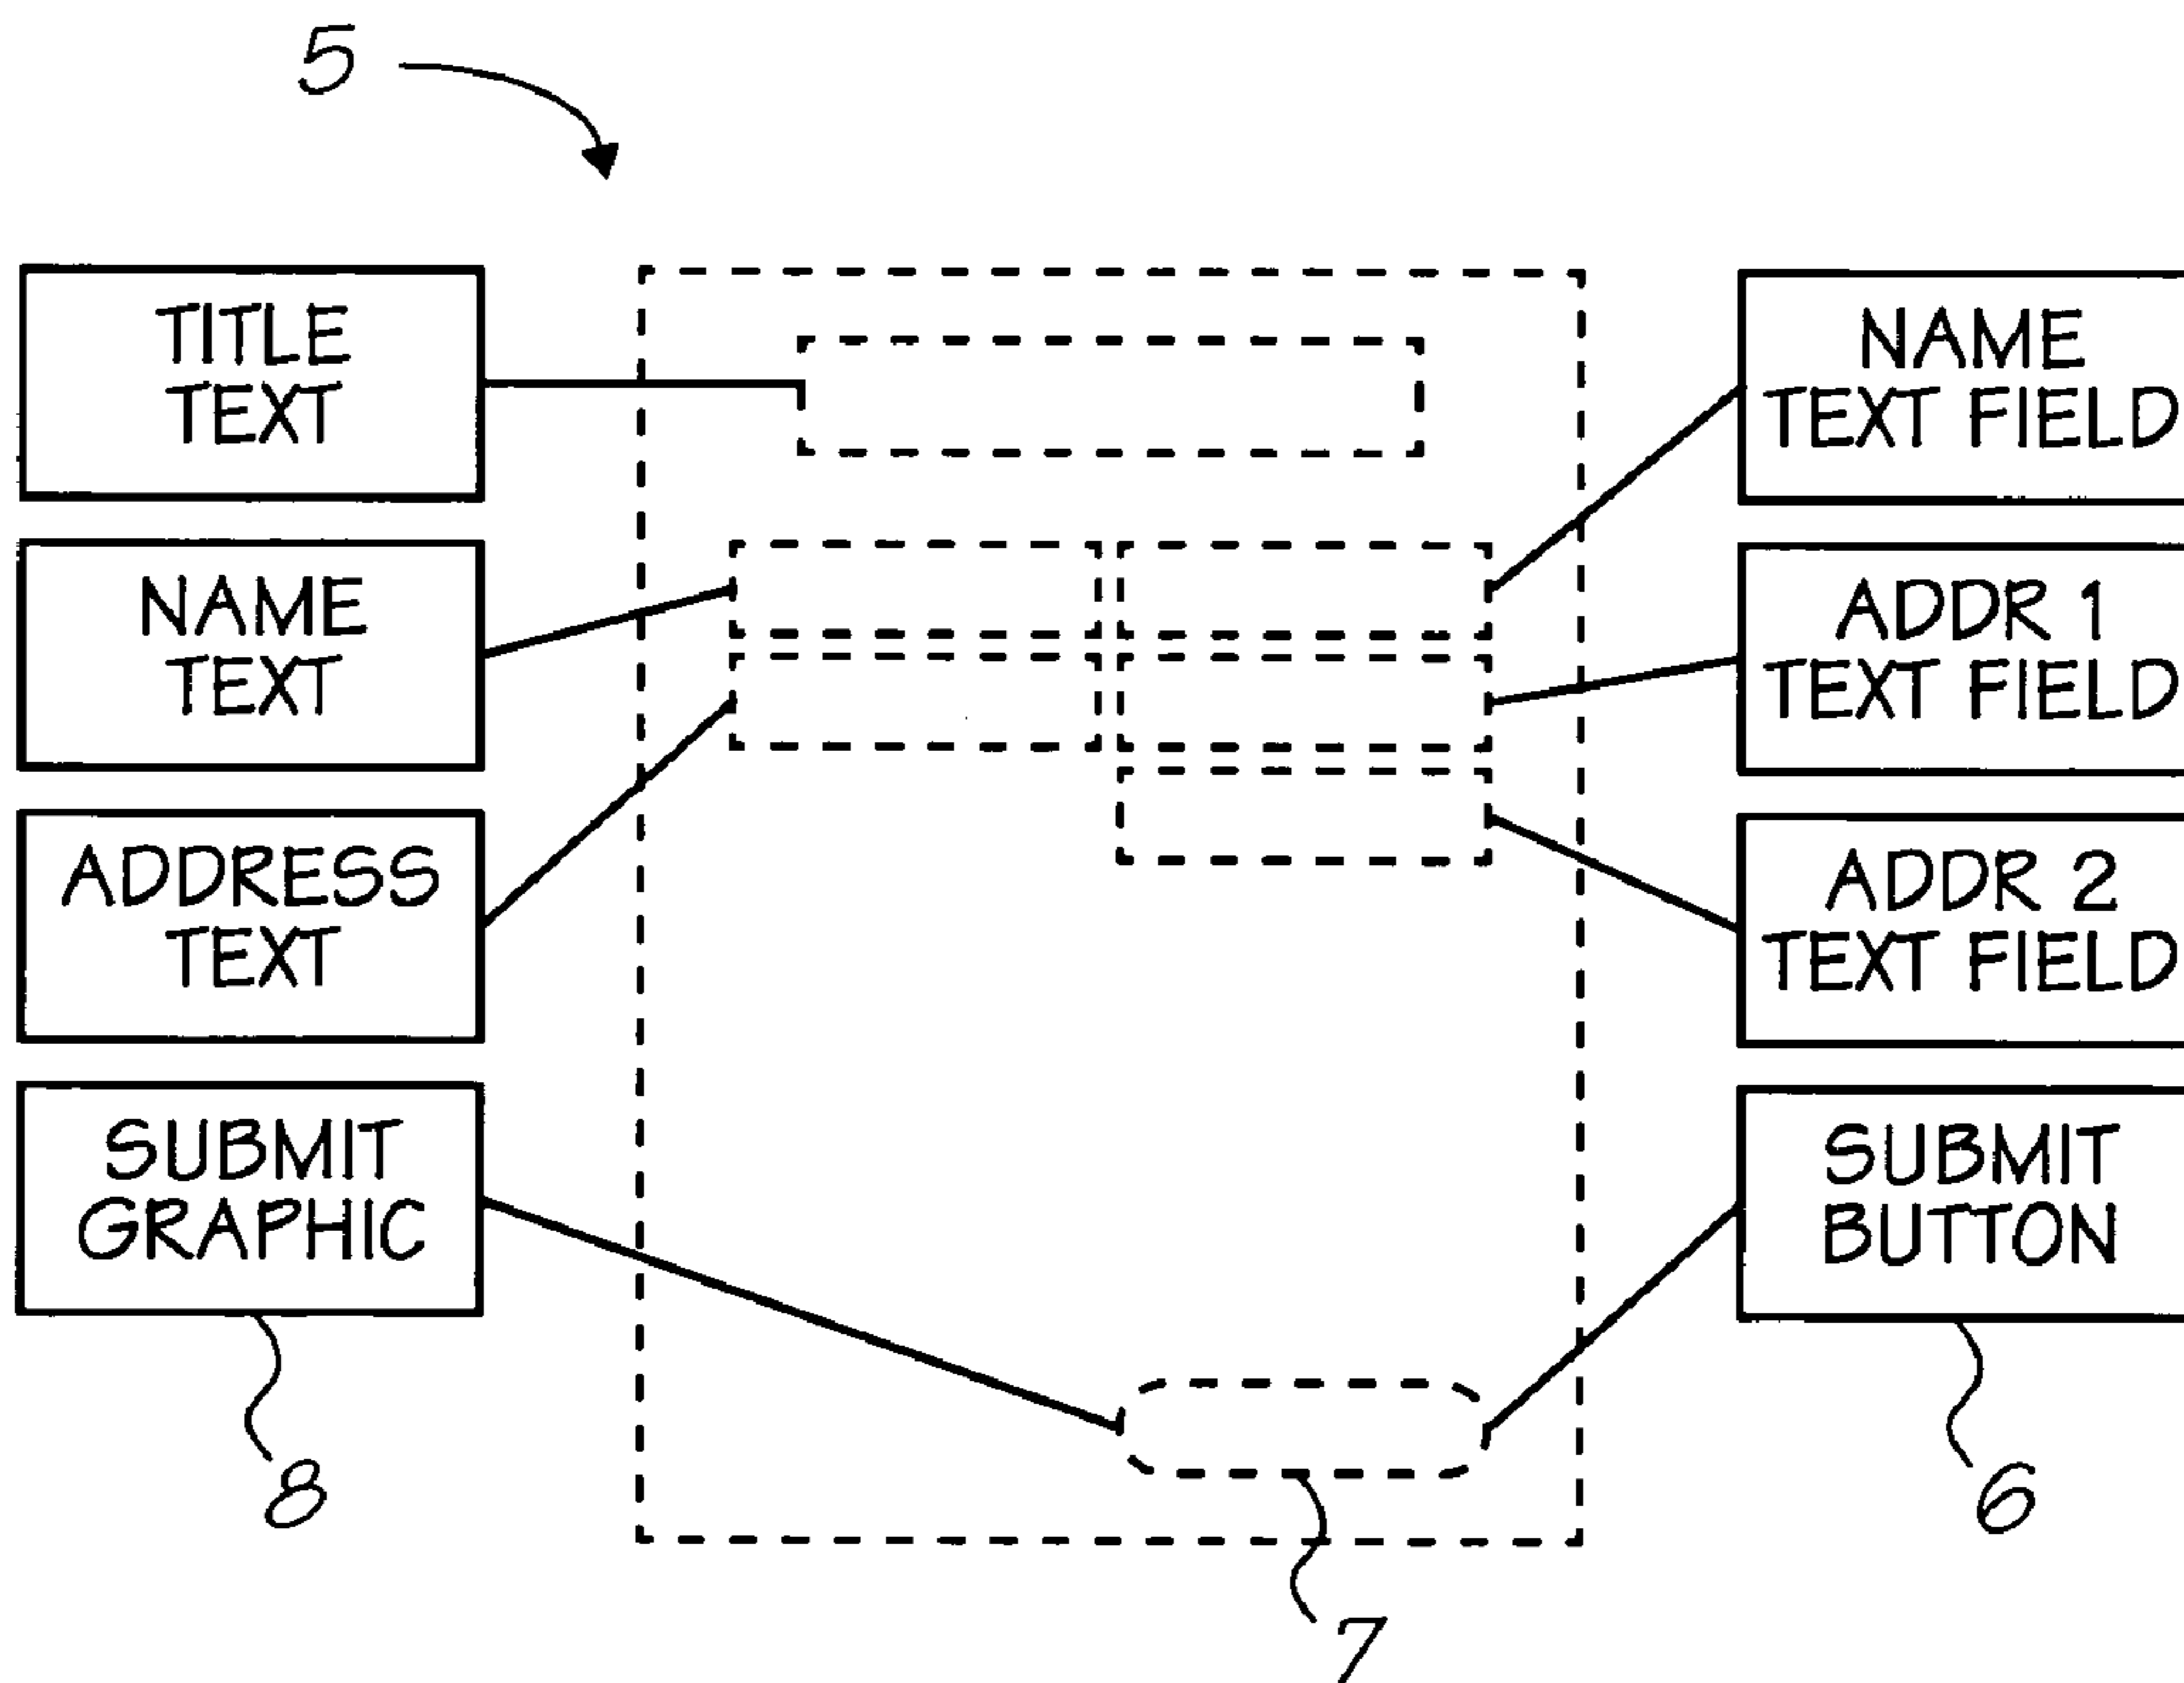 5
TITLE
TEXT
NAME
TEXT FIELD
NAME
TEXT
ADDR 1
TEXT FIELD
ADDRESS
TEXT
ADDR 2
TEXT FIELD
SUBMIT
GRAPHIC
SUBMIT
BUTTON
8
6
7